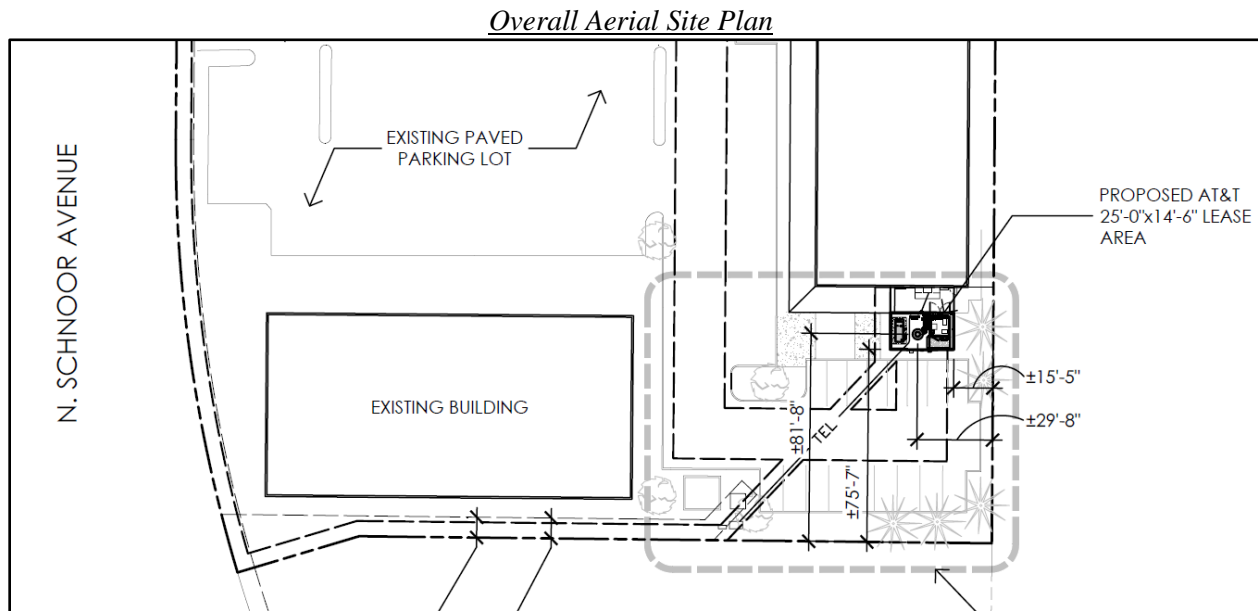 Overall Aerial Site Plan
N. SCHNOOR AVENUE
EXISTING PAVED
PARKING LOT
PROPOSED AT&T
25'-0"x14'-6" LEASE
AREA
EXISTING BUILDING
±81'-8"
TEL
±75'-7"
±15'-5"
±29'-8"